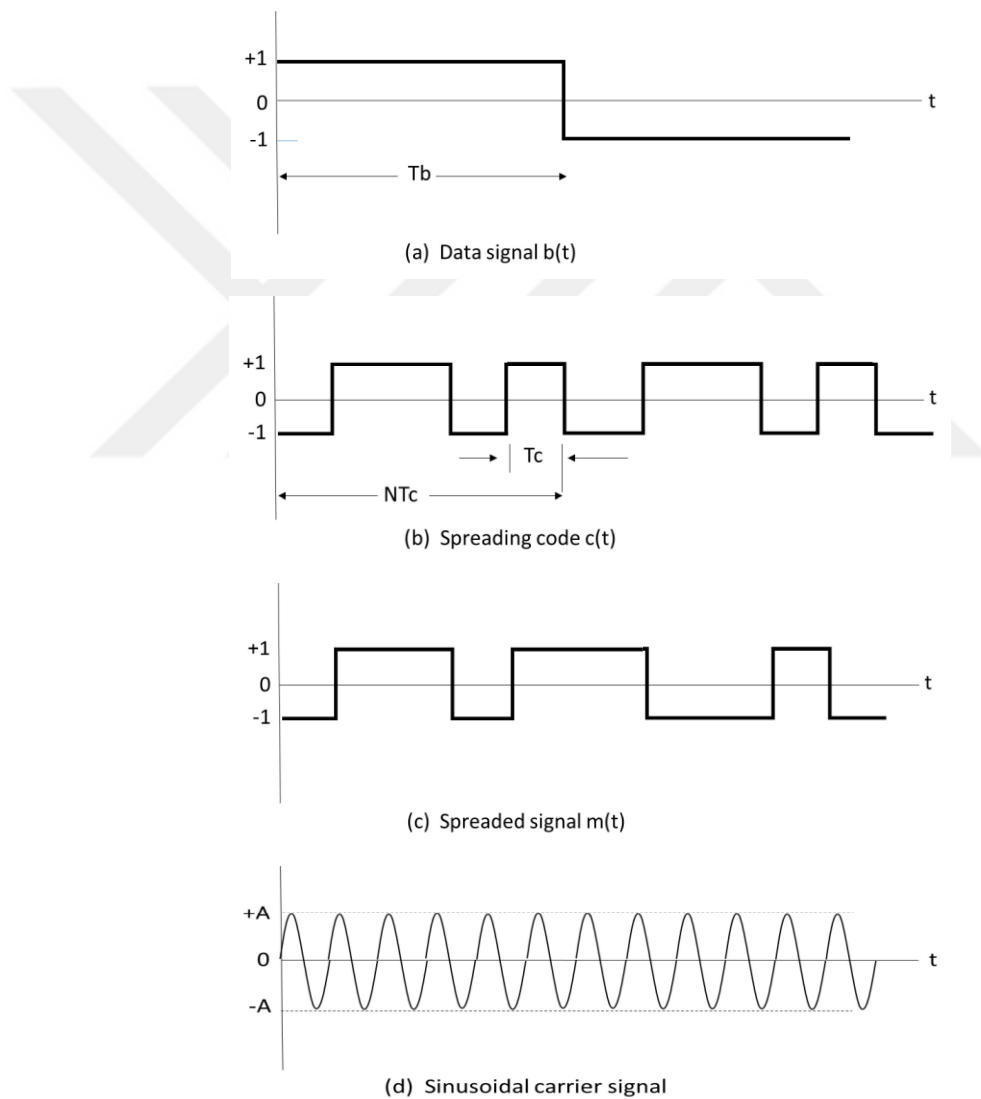 +1
0
t
-1
Tb
(a) Data signal b(t)
+1
0
t
-1
Tc
NTc
(b) Spreading code c(t)
+1
0
t
-1
(c) Spreaded signal m(t)
+A
0
t
-A
(d) Sinusoidal carrier signal